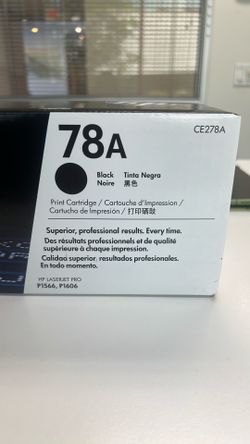 CE278A
78A
Black Tinta Negra
Noire 黑色
Print Cartridge / Cartouche d'Impression /
Cartucho de Impresión / 打印硒鼓
Superior, professional results. Every time.
Des résultats professionnels et de qualité
supérieure à chaque impression.
Calidad superior, resultados profesionales.
En todo momento.
HP LASERJET PRO
P1566, P1606